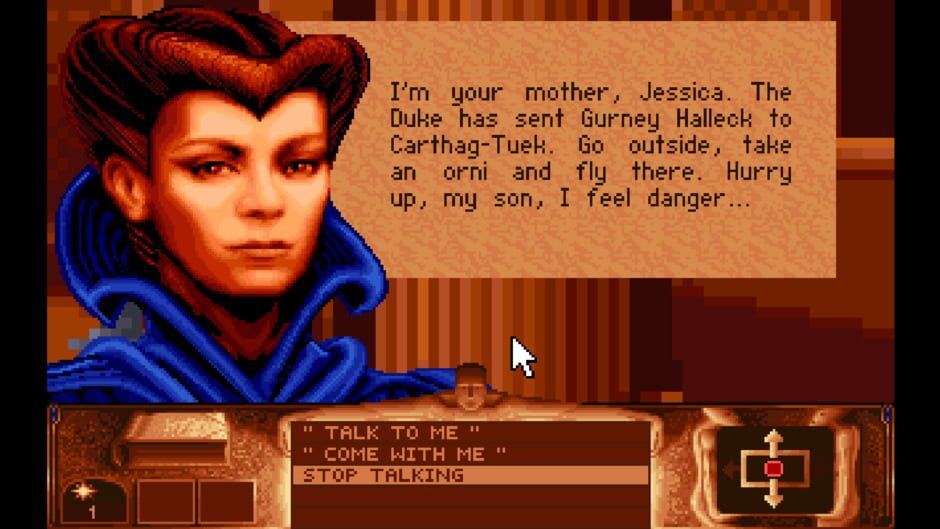 I'm your mother, Jessica. The
Duke has sent Gurney Halleck to
Carthag-Tuek. Go outside, take
an orni and fly there. Hurry
up, my son, I feel danger...
" TALK TO ME "
" COME WITH ME "
STOP TALKING
1